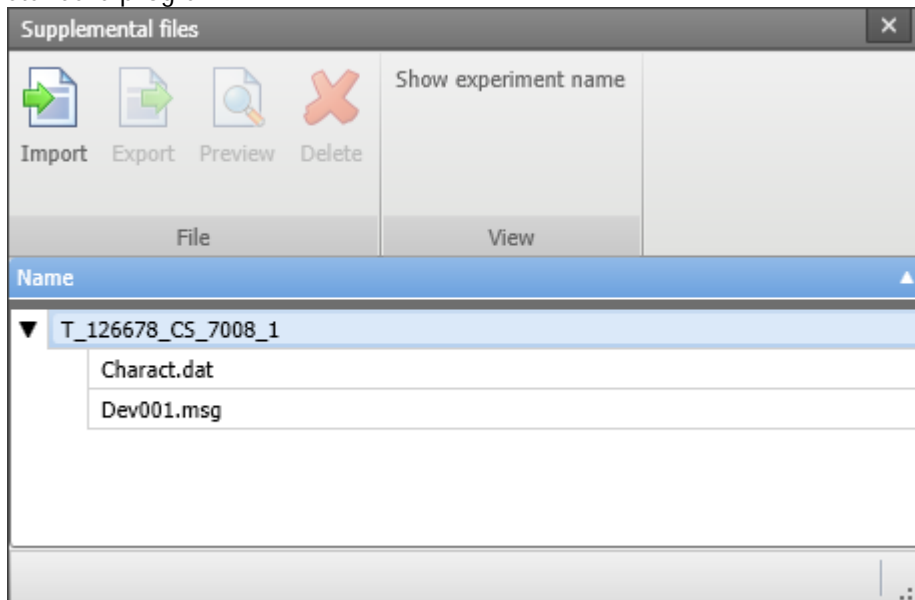 Supplemental files
Show experiment name
Import Export Preview Delete
File View
Name
T_126678_CS_7008_1
Charact.dat
Dev001.msg